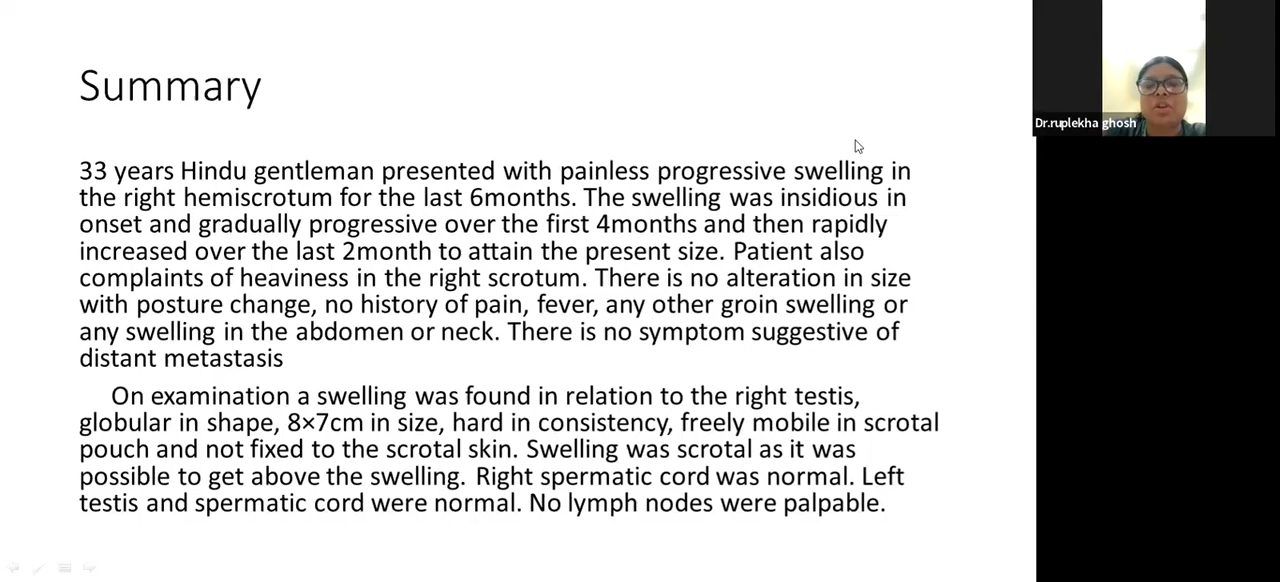 Summary
33 years Hindu gentleman presented with painless progressive swelling in
the right hemiscrotum for the last 6months. The swelling was insidious in
onset and gradually progressive over the first 4months and then rapidly
increased over the last 2month to attain the present size. Patient also
complaints of heaviness in the right scrotum. There is no alteration in size
with posture change, no history of pain, fever, any other groin swelling or
any swelling in the abdomen or neck. There is no symptom suggestive of
distant metastasis
On examination a swelling was found in relation to the right testis,
globular in shape, 8×7cm in size, hard in consistency, freely mobile in scrotal
pouch and not fixed to the scrotal skin. Swelling was scrotal as it was
possible to get above the swelling. Right spermatic cord was normal. Left
testis and spermatic cord were normal. No lymph nodes were palpable.
Dr.ruplekha ghosh